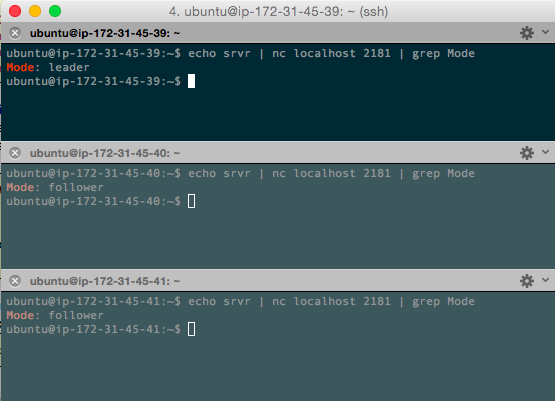 4. ubuntu@ip-172-31-45-39: ~ (ssh)
ubuntu@ip-172-31-45-39: ~
ubuntu@ip-172-31-45-39:~$ echo srvr | nc localhost 2181 | grep Mode
Mode: leader
ubuntu@ip-172-31-45-39:~$
ubuntu@ip-172-31-45-40: ~
ubuntu@ip-172-31-45-40:~$ echo srvr | nc localhost 2181 | grep Mode
Mode: follower
ubuntu@ip-172-31-45-40:~$
ubuntu@ip-172-31-45-41: ~
ubuntu@ip-172-31-45-41:~$ echo srvr | nc localhost 2181 | grep Mode
Mode: follower
ubuntu@ip-172-31-45-41:~$